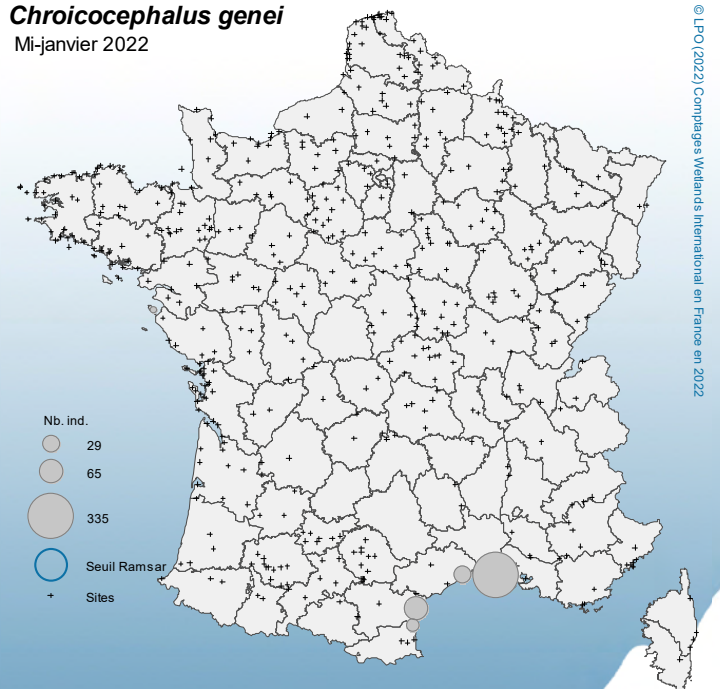 Chroicocephalus genei
Mi-janvier 2022
© LPO (2022) Comptages Wetlands International en France en 2022
Nb. ind.
29
65
335
Seuil Ramsar
Sites